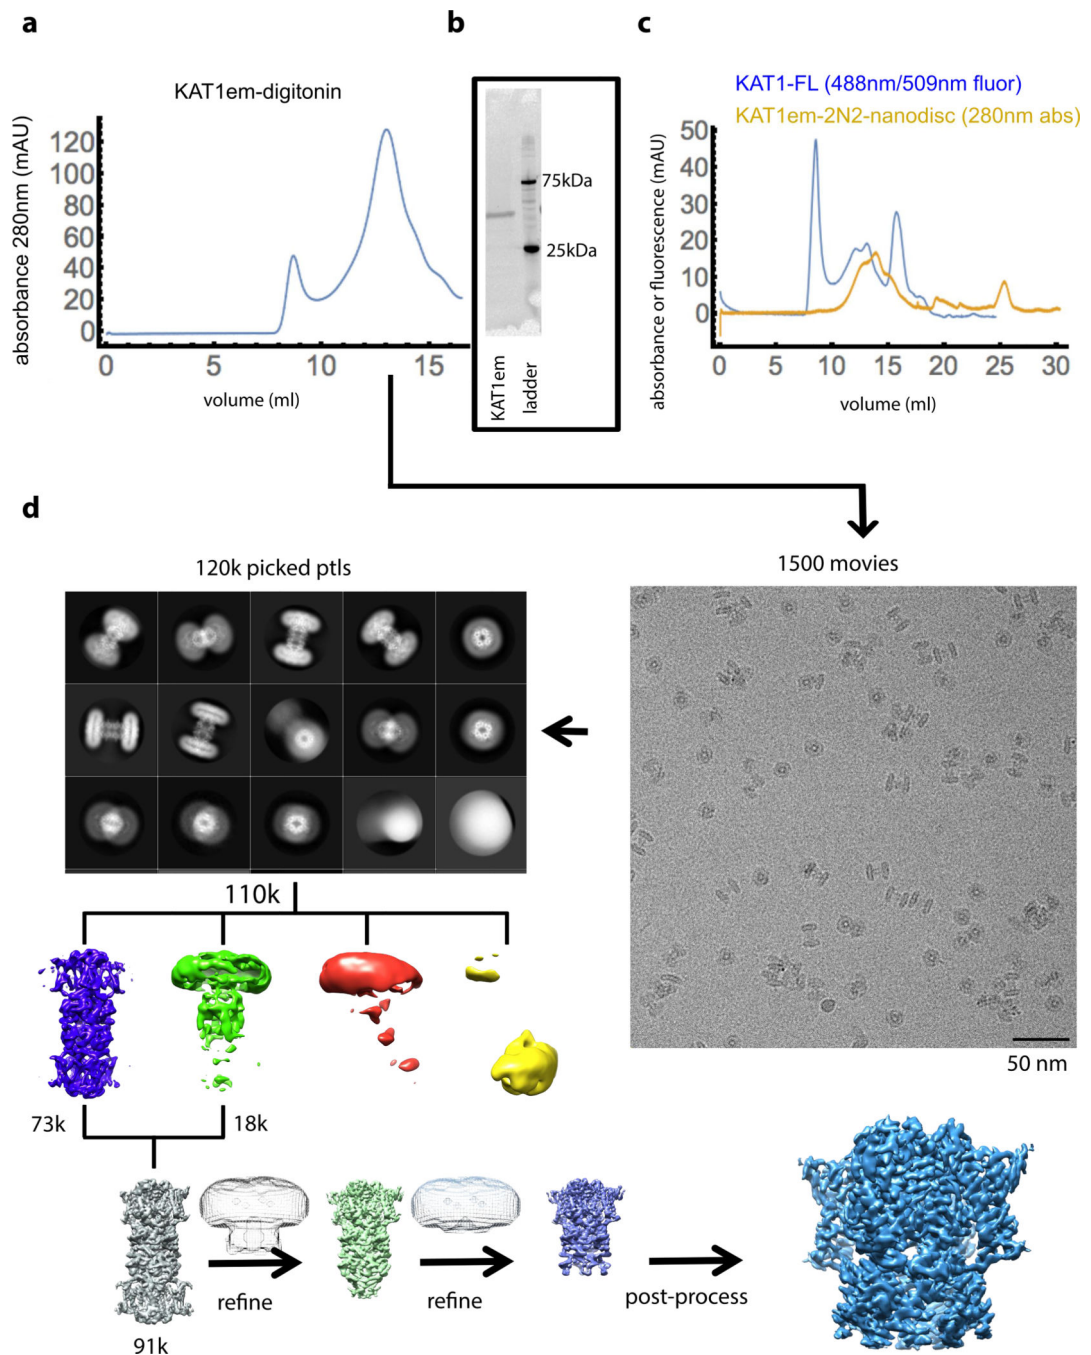 a
KAT1em-digitonin
absorbance 280nm (mAU)
120
100
80
60
40
20
0
0 5 10 15
volume (ml)
b
75kDa
25kDa
KAT1em
ladder
c
KAT1-FL (488nm/509nm fluor)
KAT1em-2N2-nanodisc (280nm abs)
absorbance or fluorescence (mAU)
50
40
30
20
10
0
0 5 10 15 20 25 30
volume (ml)
d
120k picked ptls
1500 movies
50 nm
110k
73k 18k
91k
refine
refine
post-process